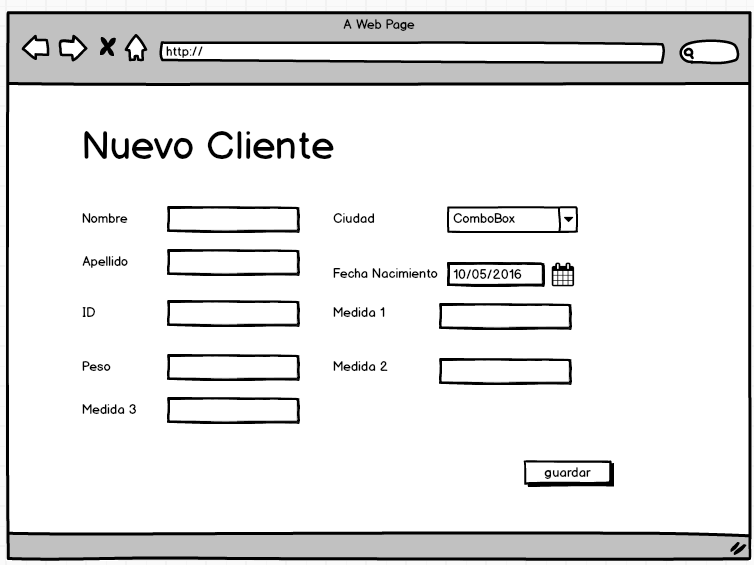 A Web Page
http://
Nuevo Cliente
Nombre
Ciudad
ComboBox
Apellido
Fecha Nacimiento
10/05/2016
ID
Medida 1
Peso
Medida 2
Medida 3
guardar